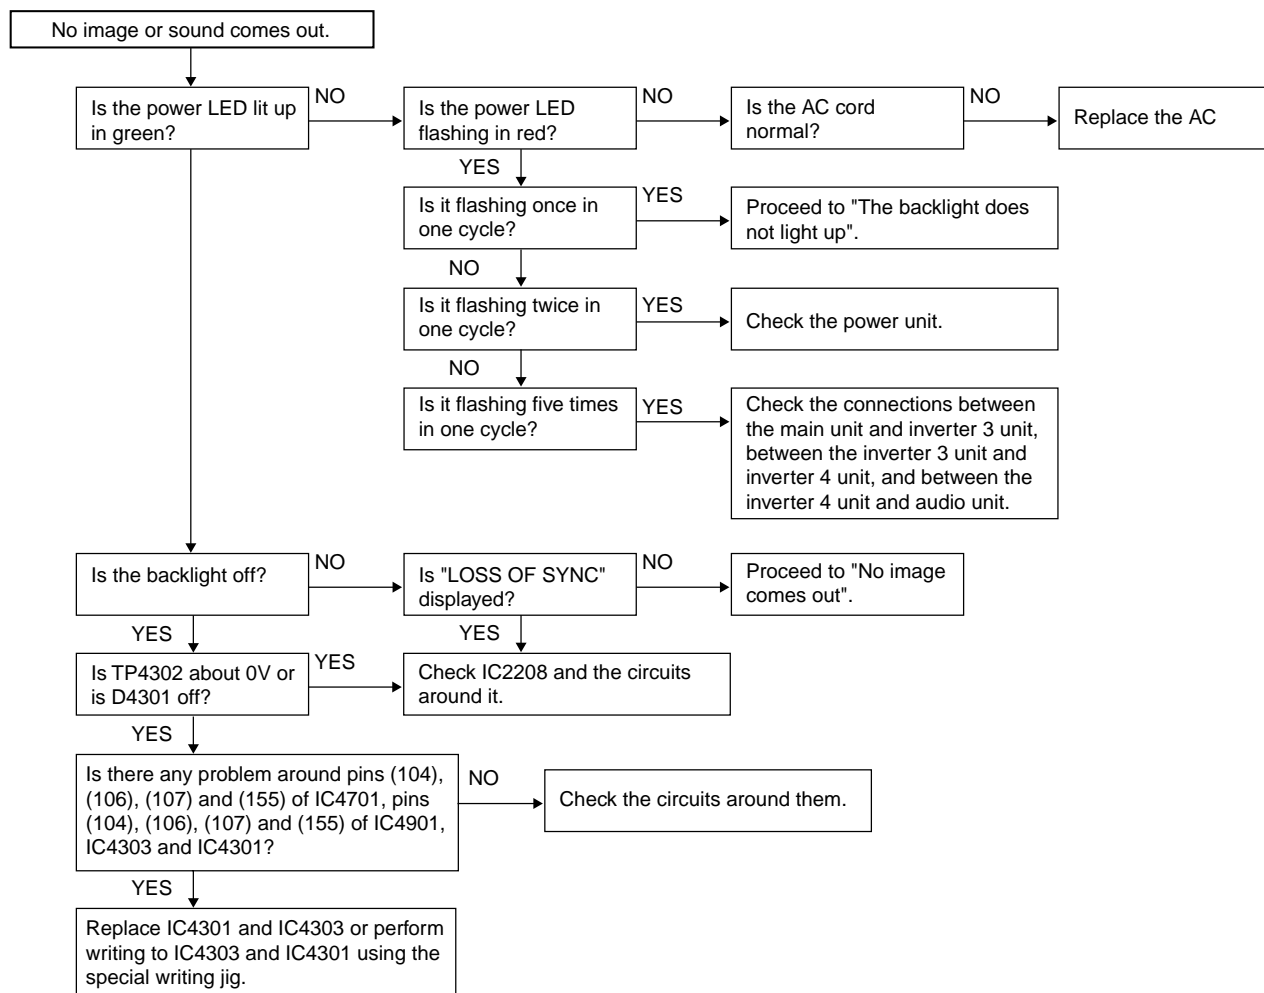 No image or sound comes out.
Is the power LED lit up
in green?
NO
Is the power LED
flashing in red?
NO
Is the AC cord
normal?
NO
Replace the AC
YES
Is it flashing once in
one cycle?
YES
Proceed to "The backlight does
not light up".
NO
Is it flashing twice in
one cycle?
YES
Check the power unit.
NO
Is it flashing five times
in one cycle?
YES
Check the connections between
the main unit and inverter 3 unit,
between the inverter 3 unit and
inverter 4 unit, and between the
inverter 4 unit and audio unit.
Is the backlight off?
NO
Is "LOSS OF SYNC"
displayed?
NO
Proceed to "No image
comes out".
YES
YES
Is TP4302 about 0V or
is D4301 off?
YES
Check IC2208 and the circuits
around it.
YES
Is there any problem around pins (104),
(106), (107) and (155) of IC4701, pins
(104), (106), (107) and (155) of IC4901,
IC4303 and IC4301?
NO
Check the circuits around them.
YES
Replace IC4301 and IC4303 or perform
writing to IC4303 and IC4301 using the
special writing jig.